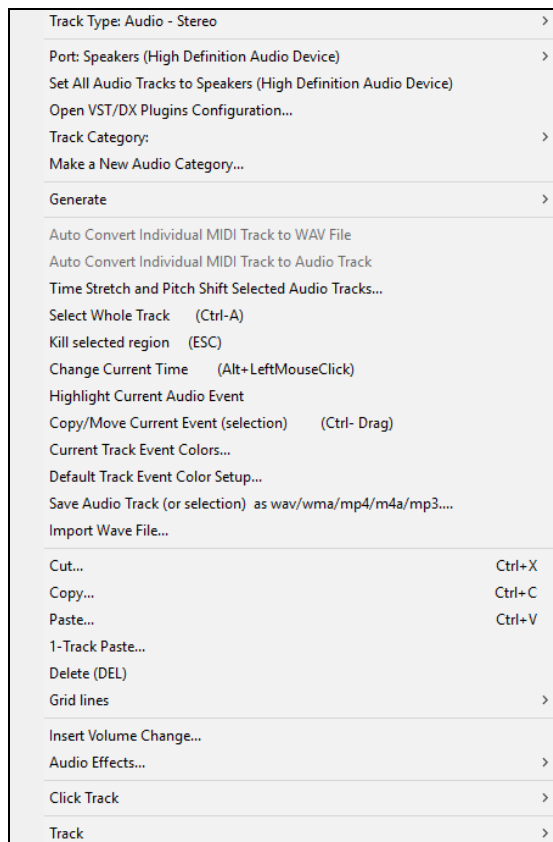 Track Type: Audio - Stereo
Port: Speakers (High Definition Audio Device)
Set All Audio Tracks to Speakers (High Definition Audio Device)
Open VST/DX Plugins Configuration...
Track Category:
Make a New Audio Category...
Generate
Auto Convert Individual MIDI Track to WAV File
Auto Convert Individual MIDI Track to Audio Track
Time Stretch and Pitch Shift Selected Audio Tracks...
Select Whole Track (Ctrl-A)
Kill selected region (ESC)
Change Current Time (Alt+LeftMouseClick)
Highlight Current Audio Event
Copy/Move Current Event (selection) (Ctrl- Drag)
Current Track Event Colors...
Default Track Event Color Setup...
Save Audio Track (or selection) as wav/wma/mp4/m4a/mp3....
Import Wave File...
Cut... Ctrl+X
Copy... Ctrl+C
Paste... Ctrl+V
1-Track Paste...
Delete (DEL)
Grid lines
Insert Volume Change...
Audio Effects...
Click Track
Track